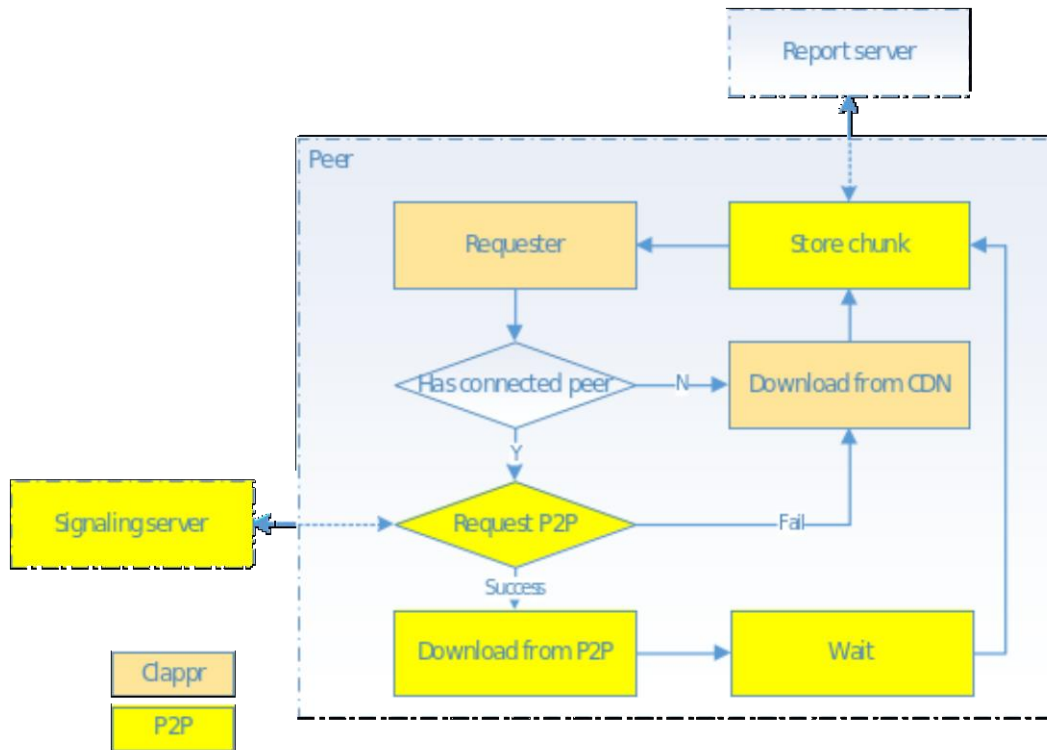 Report server
Peer
Requester
Store chunk
Has connected peer
N
Download from CDN
Y
Signaling server
Request P2P
Fail
Success
Download from P2P
Wait
Clappr
P2P